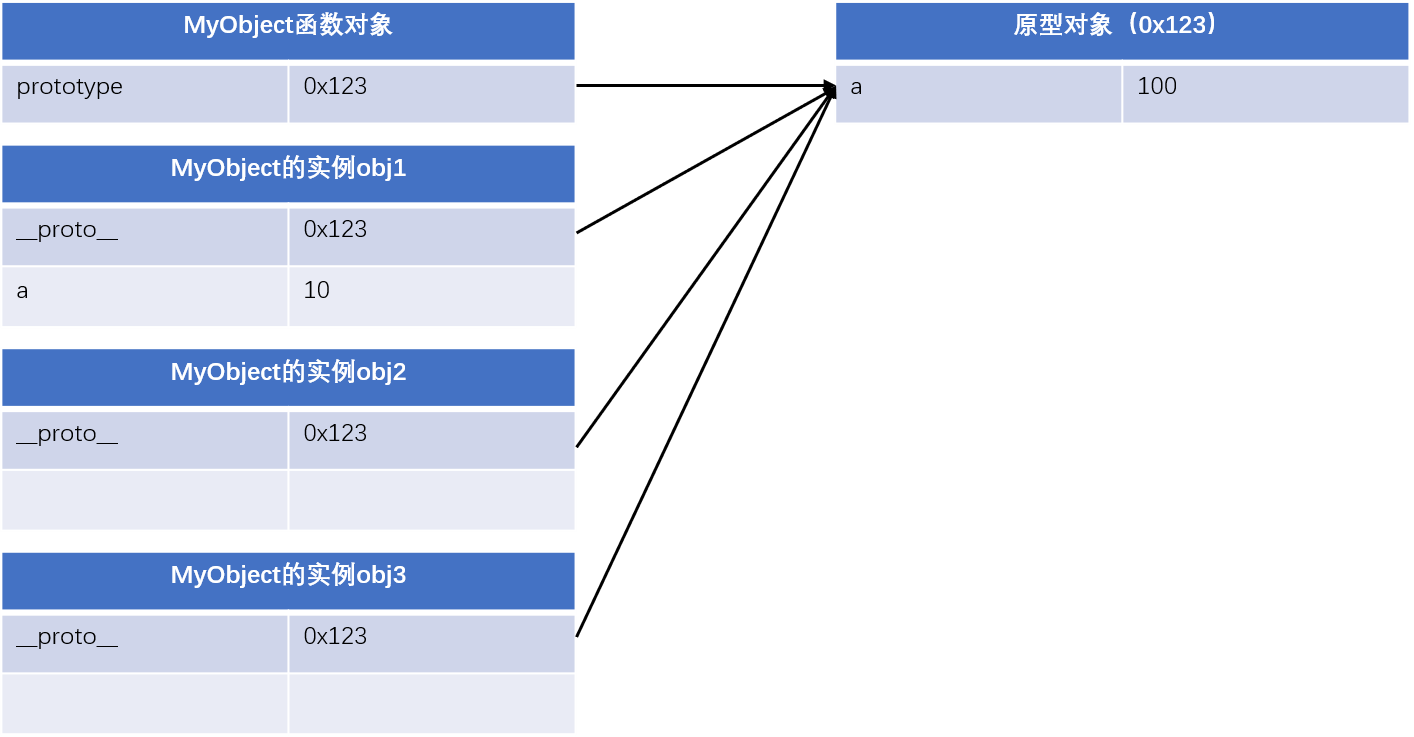 MyObject函数对象
prototype 0x123
MyObject的实例obj1
__proto__ 0x123
a 10
MyObject的实例obj2
__proto__ 0x123
MyObject的实例obj3
__proto__ 0x123
原型对象（0x123）
a 100